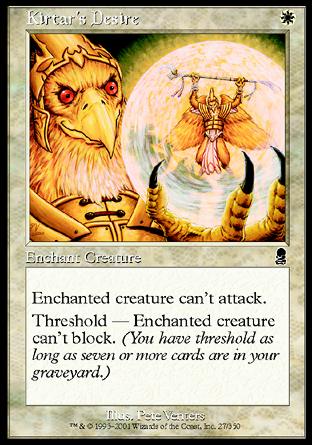 Kirtar's Desire
Enchant Creature
Enchanted creature can't attack.
Threshold — Enchanted creature
can't block. (You have threshold as
long as seven or more cards are in your
graveyard.)
Illus. Pete Venters
™ & © 1993-2001 Wizards of the Coast, Inc. 27/350